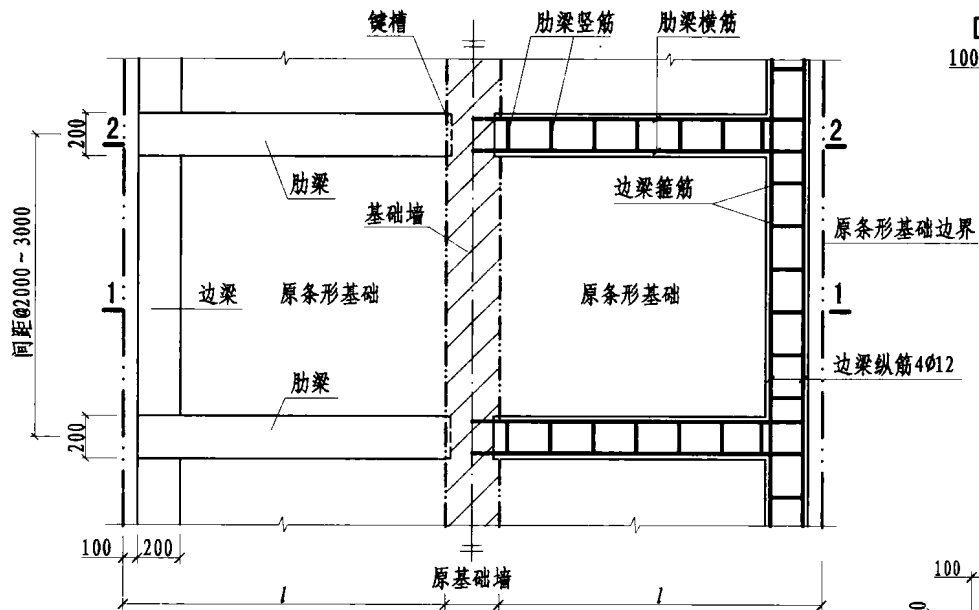 键槽
肋梁竖筋
肋梁横筋
100
200
2
2
肋梁
边梁箍筋
基础墙
原条形基础边界
间距@2000~3000
1
1
边梁
原条形基础
原条形基础
肋梁
边梁纵筋4Φ12
200
100
200
原基础墙
100
l
l